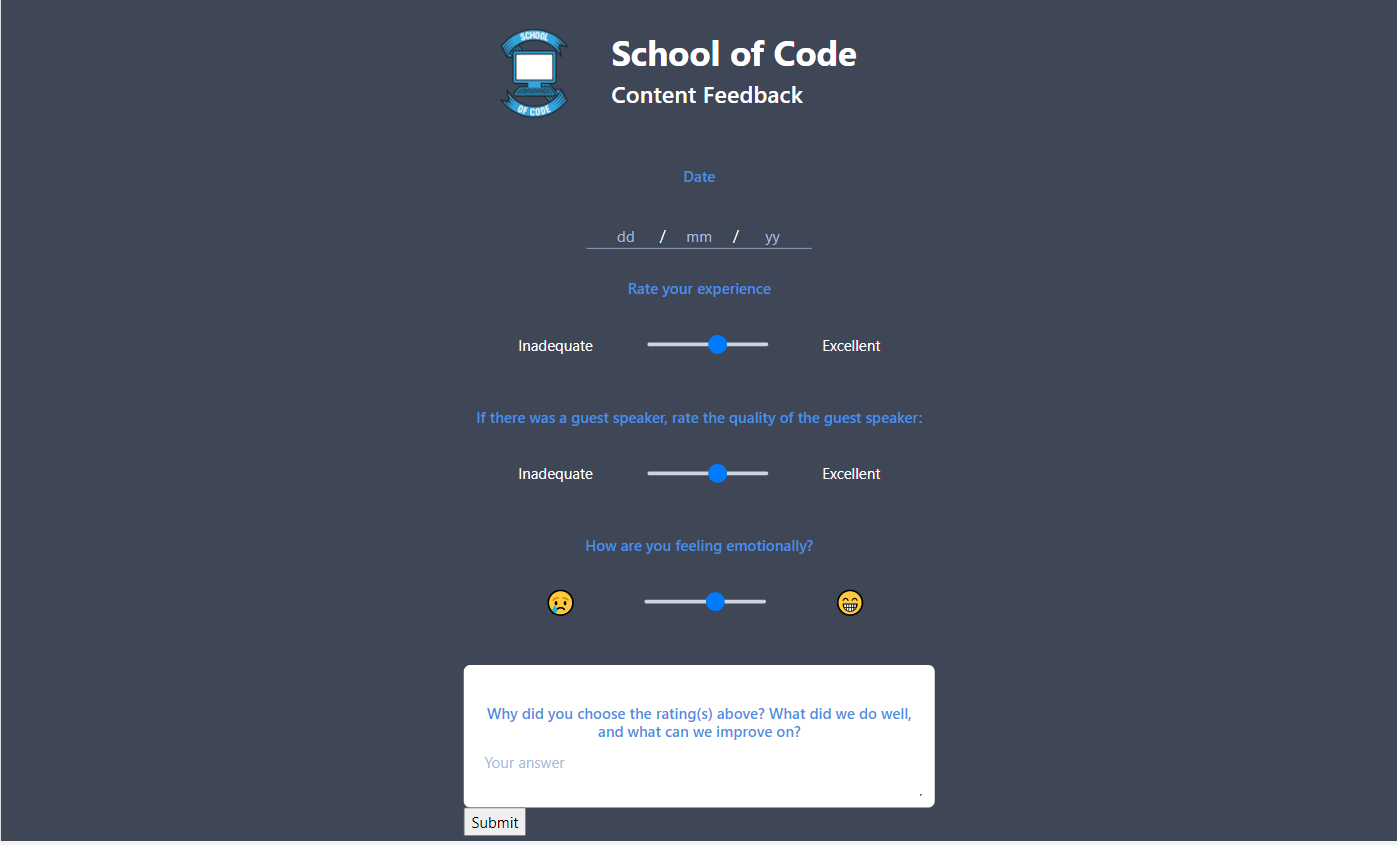 SCHOOL
OF CODE
School of Code
Content Feedback
Date
dd / mm / yy
Rate your experience
Inadequate Excellent
If there was a guest speaker, rate the quality of the guest speaker:
Inadequate Excellent
How are you feeling emotionally?
Why did you choose the rating(s) above? What did we do well,
and what can we improve on?
Your answer
Submit